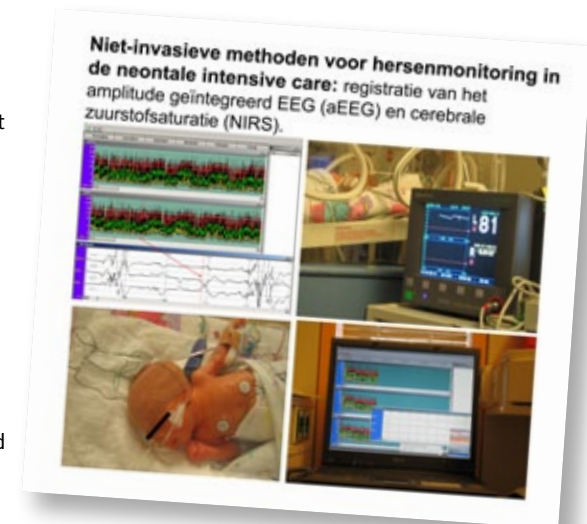 Niet-invasieve methoden voor hersenmonitoring in
de neontale intensive care: registratie van het
amplitude geïntegreerd EEG (aEEG) en cerebrale
zuurstofsaturatie (NIRS).
t
81
d